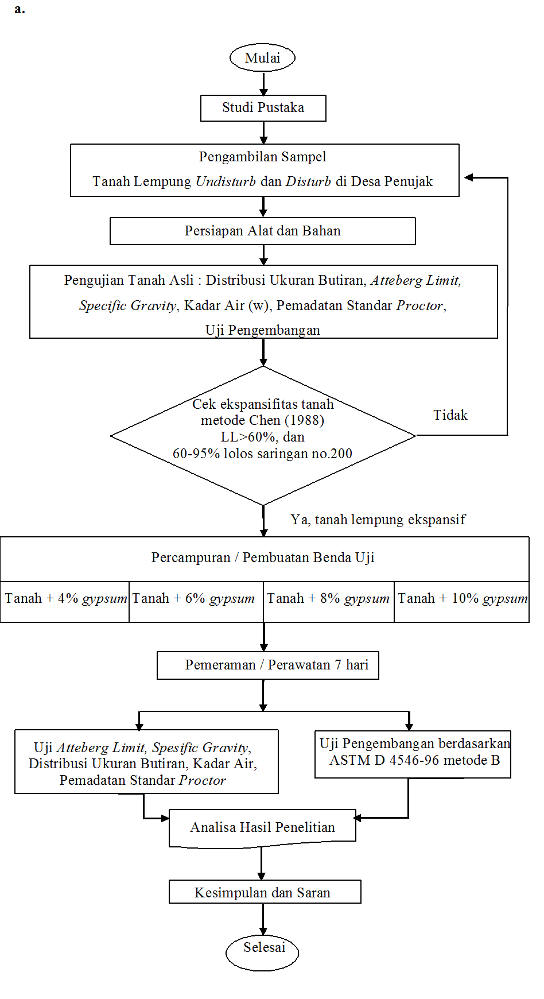 a.
Mulai
Studi Pustaka
Pengambilan Sampel
Tanah Lempung Undisturb dan Disturb di Desa Penujak
Persiapan Alat dan Bahan
Pengujian Tanah Asli : Distribusi Ukuran Butiran, Atteberg Limit,
Specific Gravity, Kadar Air (w), Pemadatan Standar Proctor,
Uji Pengembangan
Cek ekspansifitas tanah
metode Chen (1988)
LL>60%, dan
60-95% lolos saringan no.200
Tidak
Ya, tanah lempung ekspansif
Percampuran / Pembuatan Benda Uji
Tanah + 4% gypsum
Tanah + 6% gypsum
Tanah + 8% gypsum
Tanah + 10% gypsum
Pemeraman / Perawatan 7 hari
Uji Atteberg Limit, Spesific Gravity,
Distribusi Ukuran Butiran, Kadar Air,
Pemadatan Standar Proctor
Uji Pengembangan berdasarkan
ASTM D 4546-96 metode B
Analisa Hasil Penelitian
Kesimpulan dan Saran
Selesai